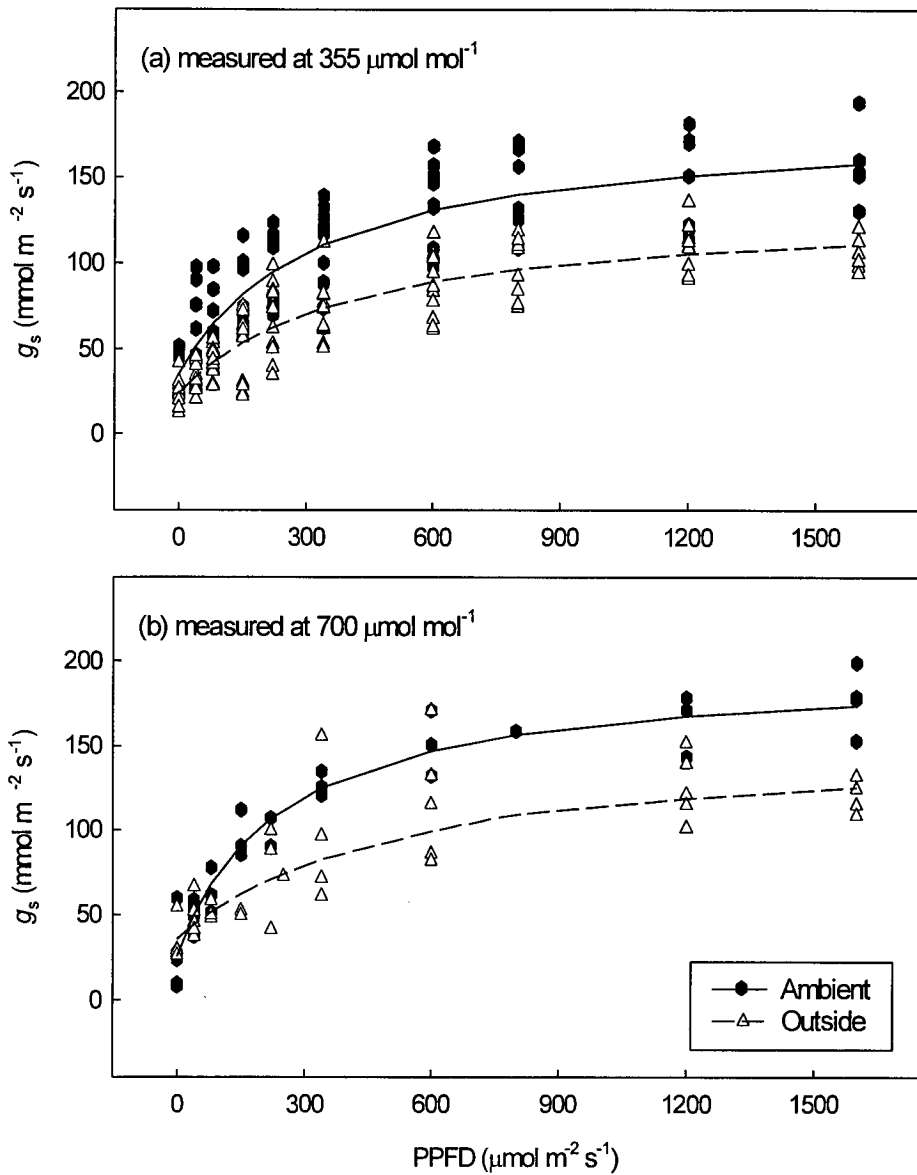 (a) measured at 355 μmol mol⁻¹
200
150
100
50
0
gₛ (mmol m ⁻² s⁻¹)
0 300 600 900 1200 1500
(b) measured at 700 μmol mol⁻¹
200
150
100
50
0
gₛ (mmol m ⁻² s⁻¹)
Ambient
Outside
0 300 600 900 1200 1500
PPFD (μmol m⁻² s⁻¹)